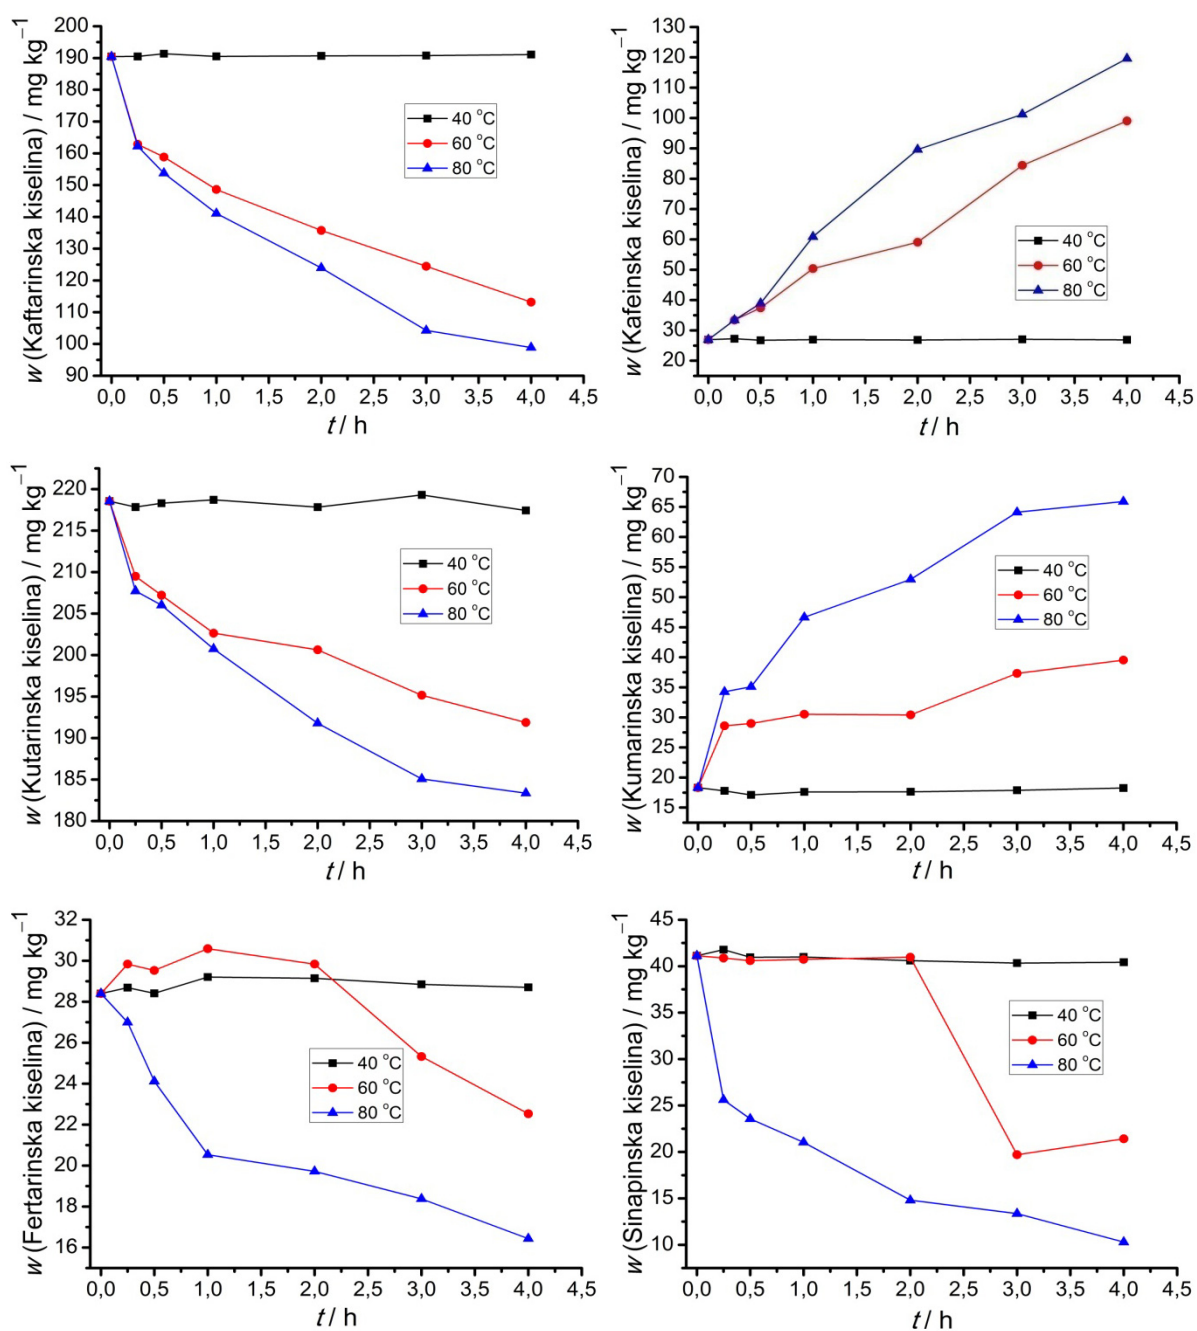 w (Kaftarinska kiselina) / mg kg⁻¹
200
190
180
170
160
150
140
130
120
110
100
90
40 °C
60 °C
80 °C
0,0 0,5 1,0 1,5 2,0 2,5 3,0 3,5 4,0 4,5
t / h
w (Kafeinska kiselina) / mg kg⁻¹
130
120
110
100
90
80
70
60
50
40
30
20
40 °C
60 °C
80 °C
0,0 0,5 1,0 1,5 2,0 2,5 3,0 3,5 4,0 4,5
t / h
w (Kutarinska kiselina) / mg kg⁻¹
220
215
210
205
200
195
190
185
180
40 °C
60 °C
80 °C
0,0 0,5 1,0 1,5 2,0 2,5 3,0 3,5 4,0 4,5
t / h
w (Kumarinska kiselina) / mg kg⁻¹
70
65
60
55
50
45
40
35
30
25
20
15
40 °C
60 °C
80 °C
0,0 0,5 1,0 1,5 2,0 2,5 3,0 3,5 4,0 4,5
t / h
w (Fertarinska kiselina) / mg kg⁻¹
32
30
28
26
24
22
20
18
16
40 °C
60 °C
80 °C
0,0 0,5 1,0 1,5 2,0 2,5 3,0 3,5 4,0 4,5
t / h
w (Sinapinska kiselina) / mg kg⁻¹
45
40
45
40
25
20
15
10
40 °C
60 °C
80 °C
0,0 0,5 1,0 1,5 2,0 2,5 3,0 3,5 4,0 4,5
t / h